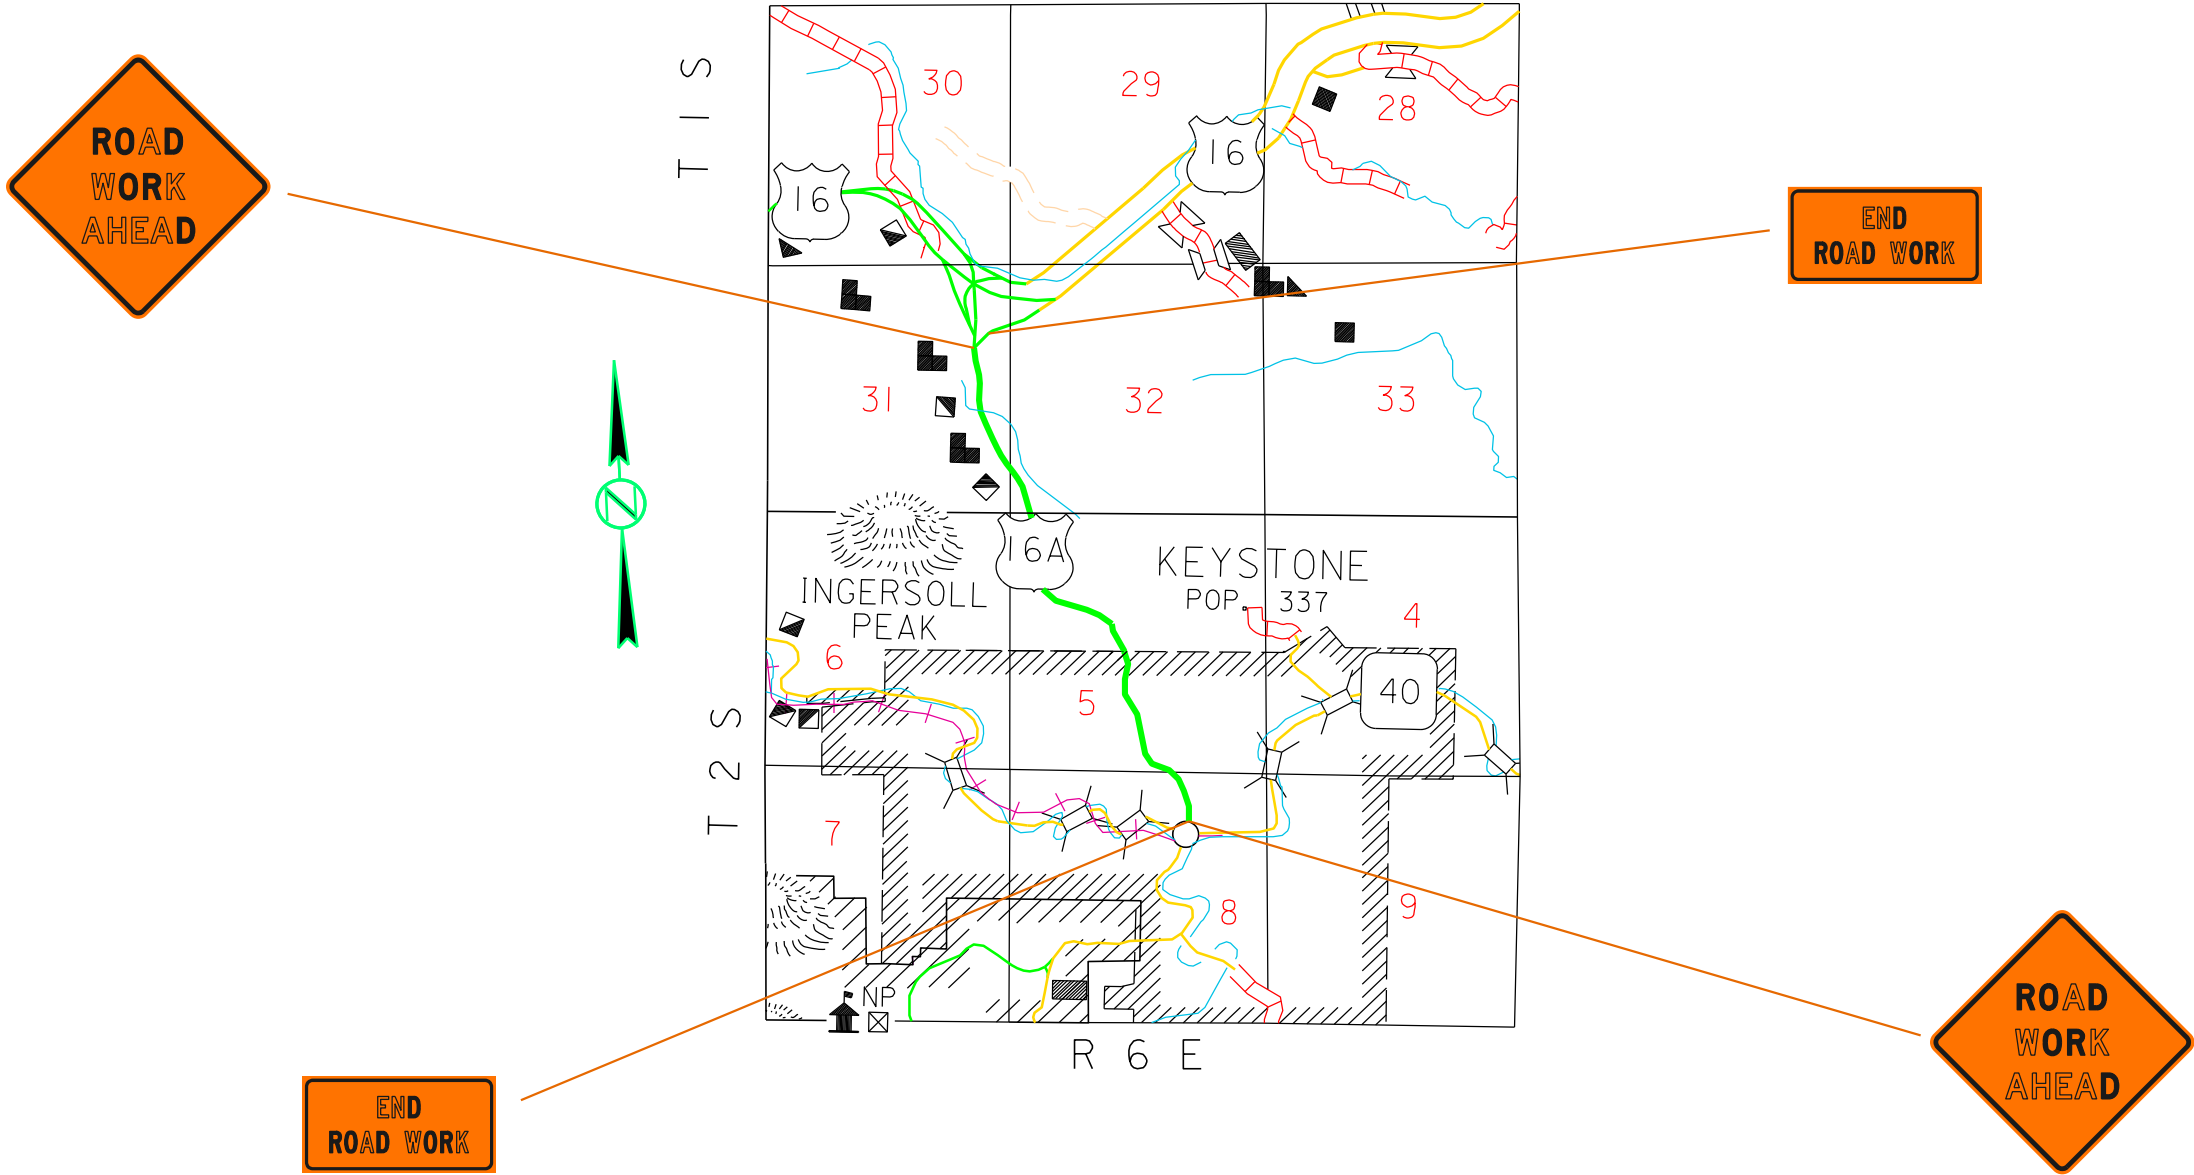 ROAD
WORK
AHEAD
END
ROAD WORK
T 1 S
30
29
28
16
16
31
32
33
N
16A
INGERSOLL
PEAK
KEYSTONE
POP. 337
4
6
5
40
T 2 S
7
8
9
NP
R 6 E
END
ROAD WORK
ROAD
WORK
AHEAD